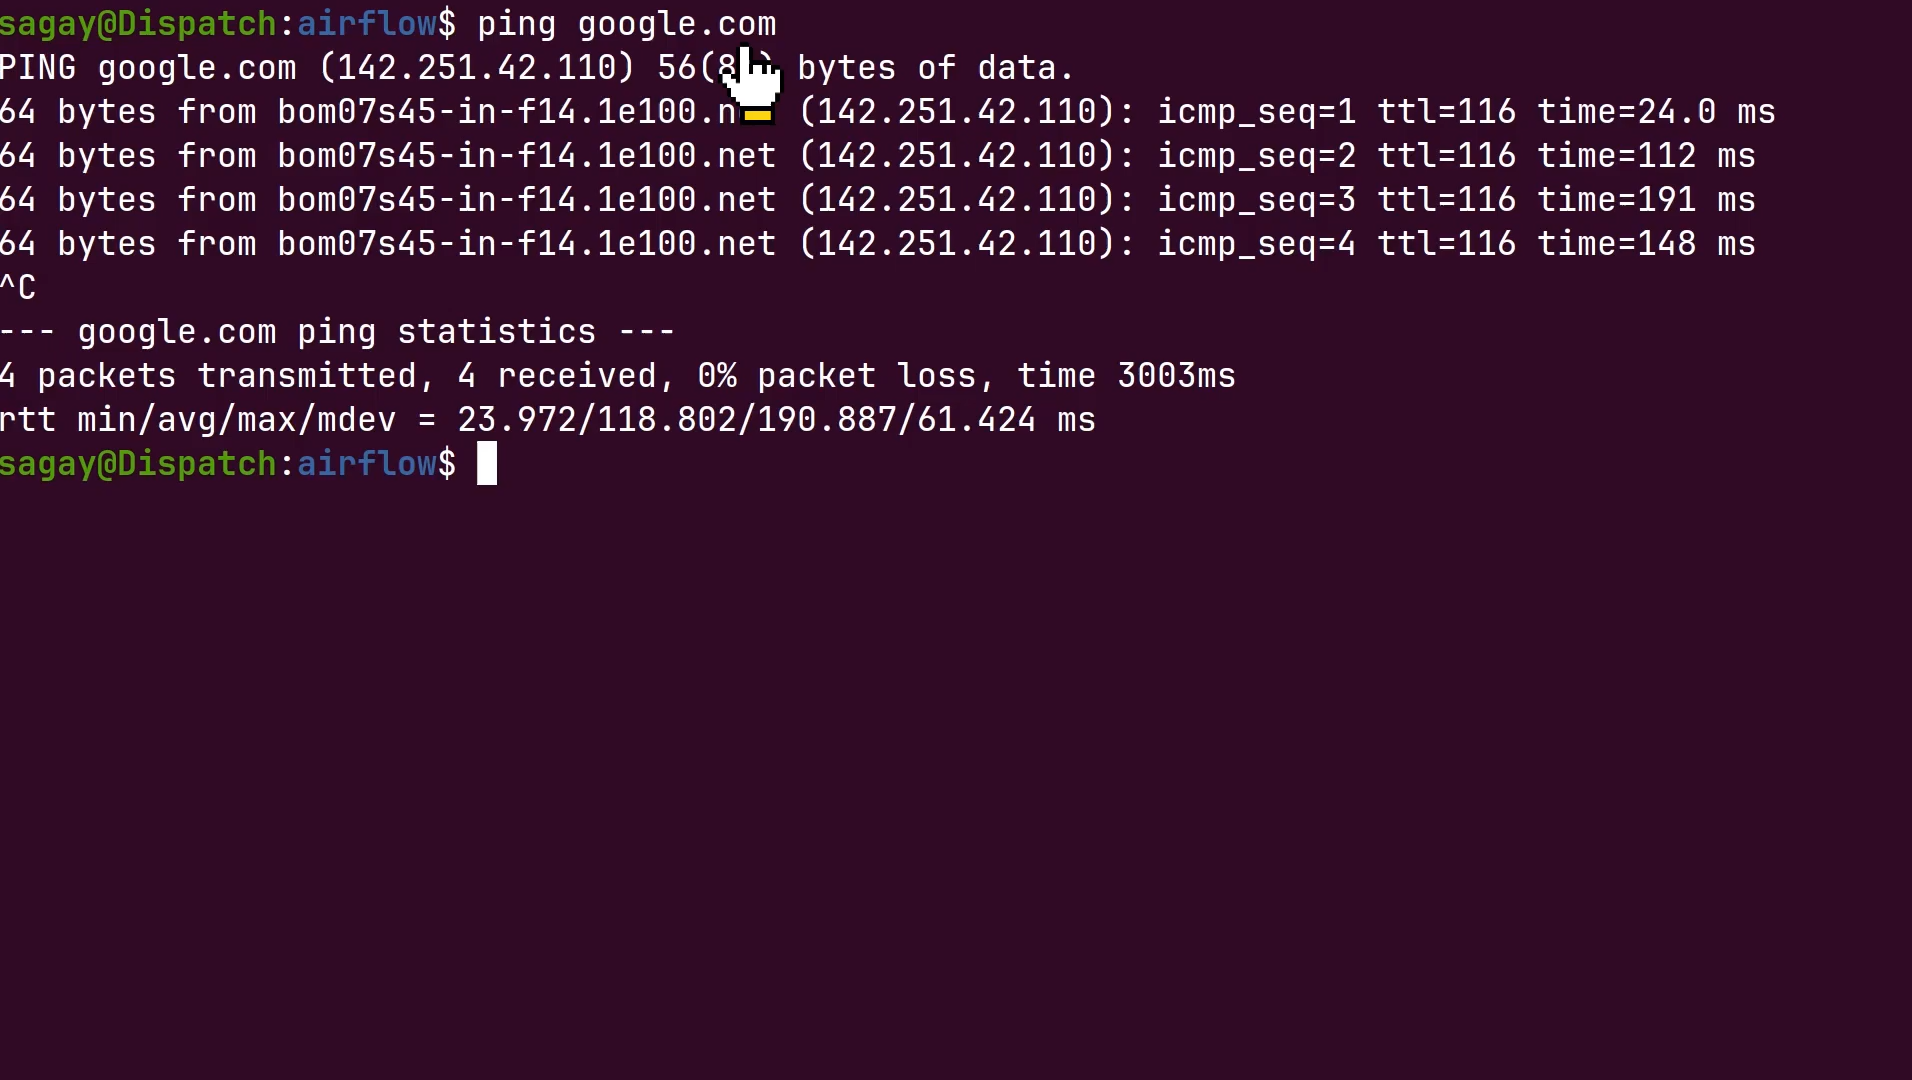 sagay@Dispatch:airflow$ ping google.com
PING google.com (142.251.42.110) 56(8 bytes of data.
64 bytes from bom07s45-in-f14.1e100.n (142.251.42.110): icmp_seq=1 ttl=116 time=24.0 ms
64 bytes from bom07s45-in-f14.1e100.net (142.251.42.110): icmp_seq=2 ttl=116 time=112 ms
64 bytes from bom07s45-in-f14.1e100.net (142.251.42.110): icmp_seq=3 ttl=116 time=191 ms
64 bytes from bom07s45-in-f14.1e100.net (142.251.42.110): icmp_seq=4 ttl=116 time=148 ms
^C
--- google.com ping statistics ---
4 packets transmitted, 4 received, 0% packet loss, time 3003ms
rtt min/avg/max/mdev = 23.972/118.802/190.887/61.424 ms
sagay@Dispatch:airflow$